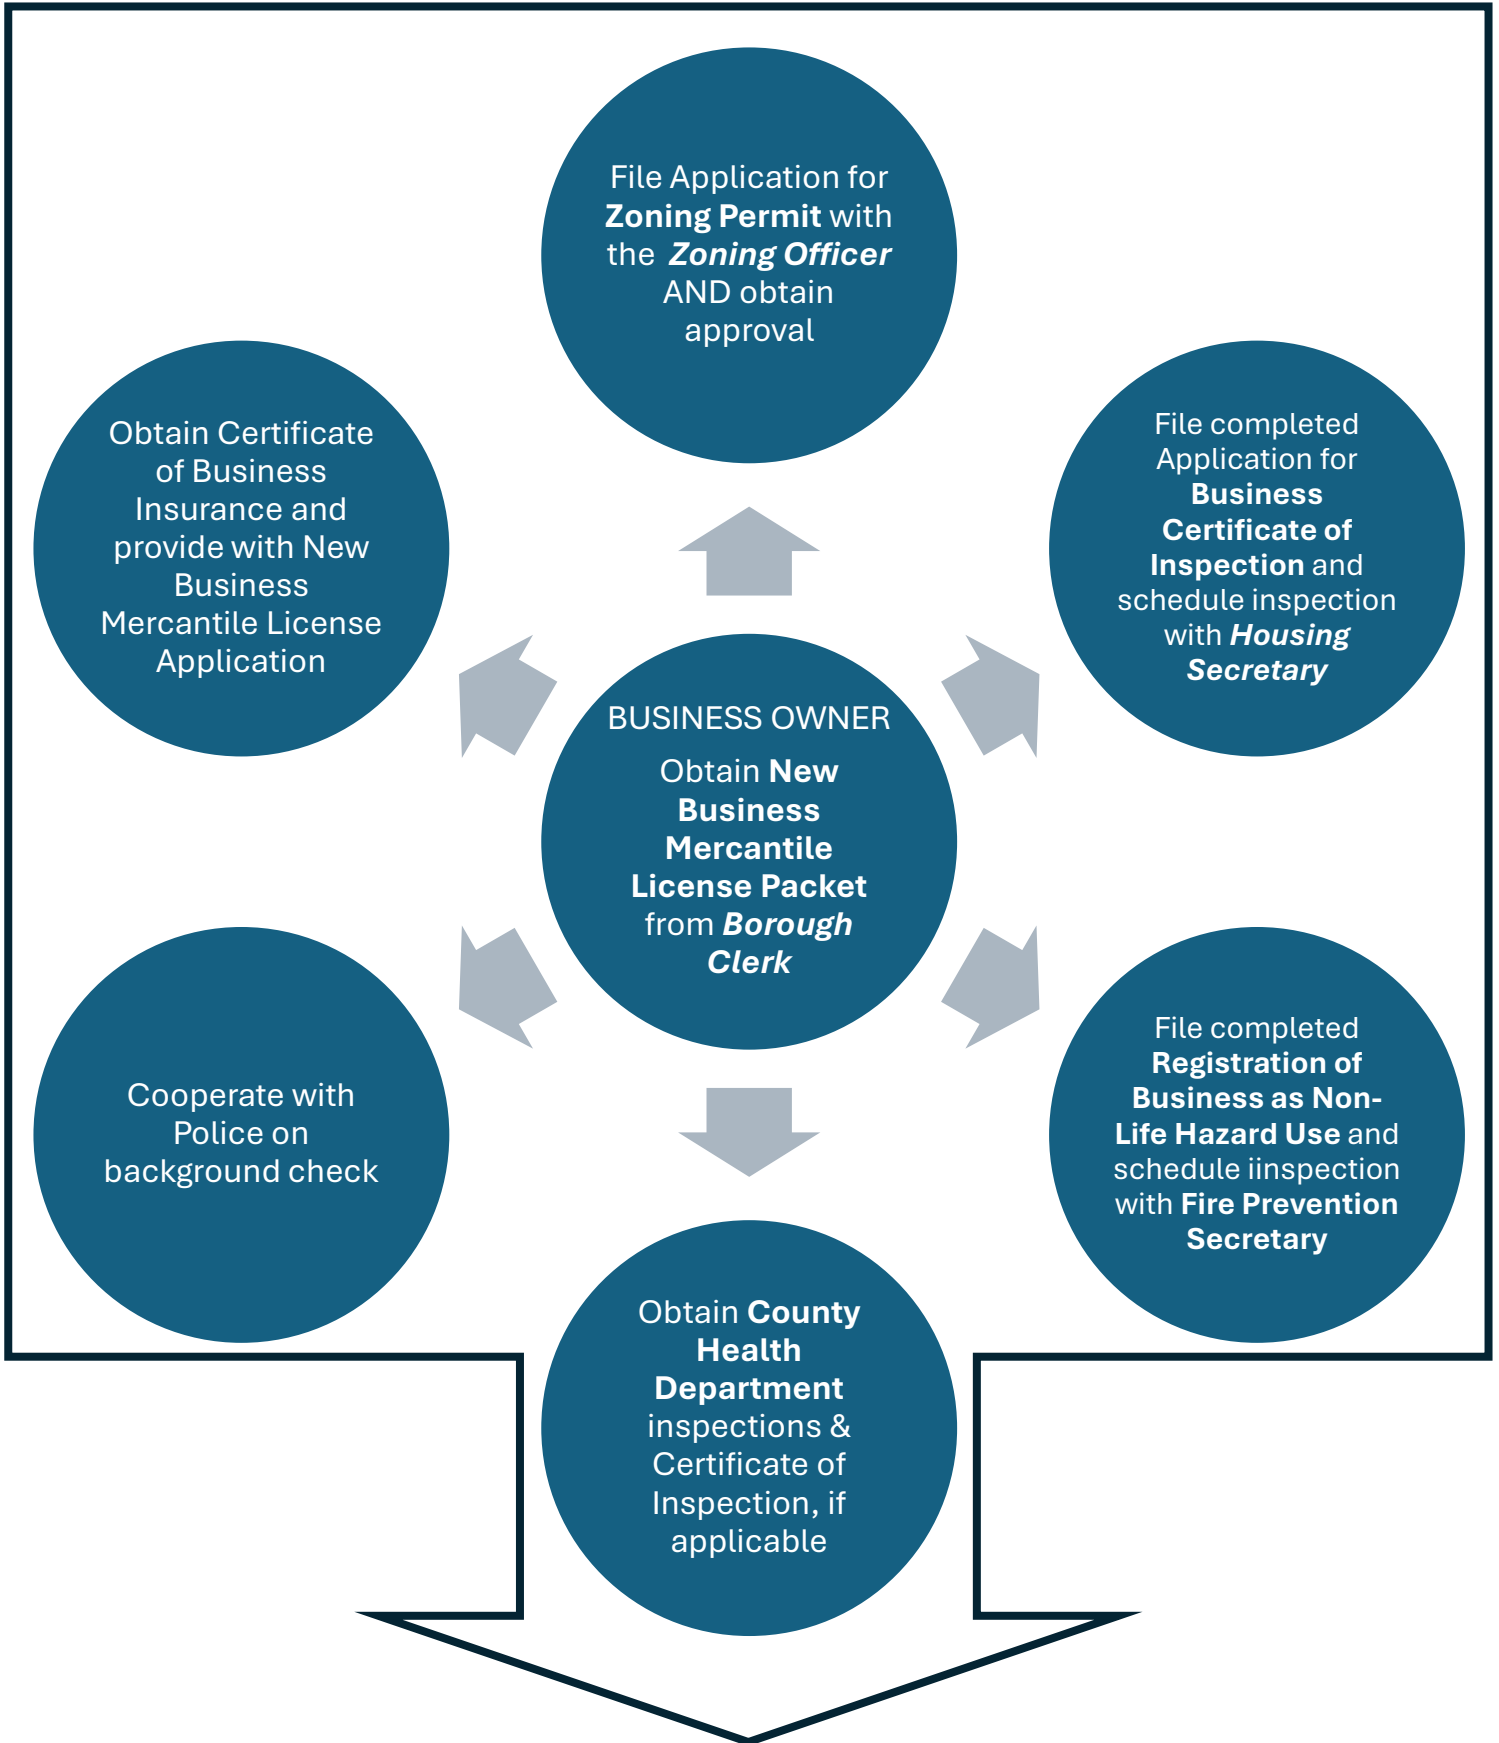 File Application for
Zoning Permit with
the Zoning Officer
AND obtain
approval
Obtain Certificate
of Business
Insurance and
provide with New
Business
Mercantile License
Application
File completed
Application for
Business
Certificate of
Inspection and
schedule inspection
with Housing
Secretary
BUSINESS OWNER
Obtain New
Business
Mercantile
License Packet
from Borough
Clerk
Cooperate with
Police on
background check
File completed
Registration of
Business as Non-
Life Hazard Use and
schedule iinspection
with Fire Prevention
Secretary
Obtain County
Health
Department
inspections &
Certificate of
Inspection, if
applicable